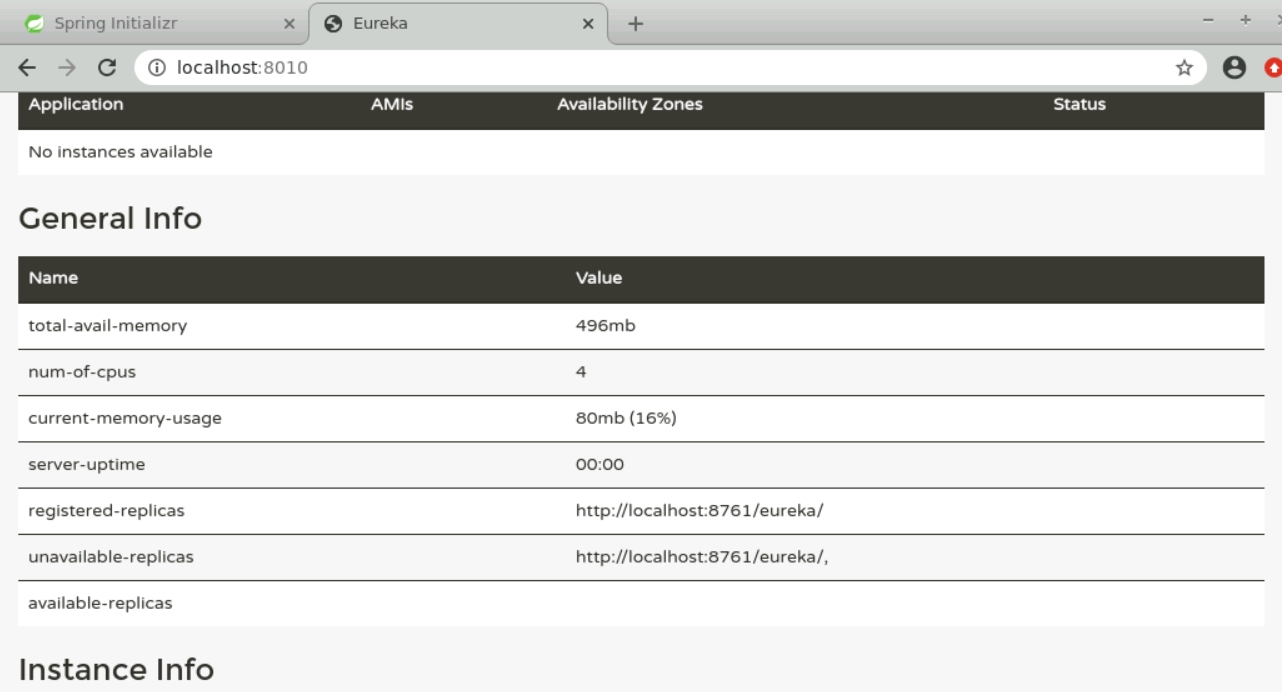 Spring Initializr Eureka
localhost:8010
Application AMIs Availability Zones Status
No instances available
General Info
Name Value
total-avail-memory 496mb
num-of-cpus 4
current-memory-usage 80mb (16%)
server-uptime 00:00
registered-replicas http://localhost:8761/eureka/
unavailable-replicas http://localhost:8761/eureka/,
available-replicas
Instance Info